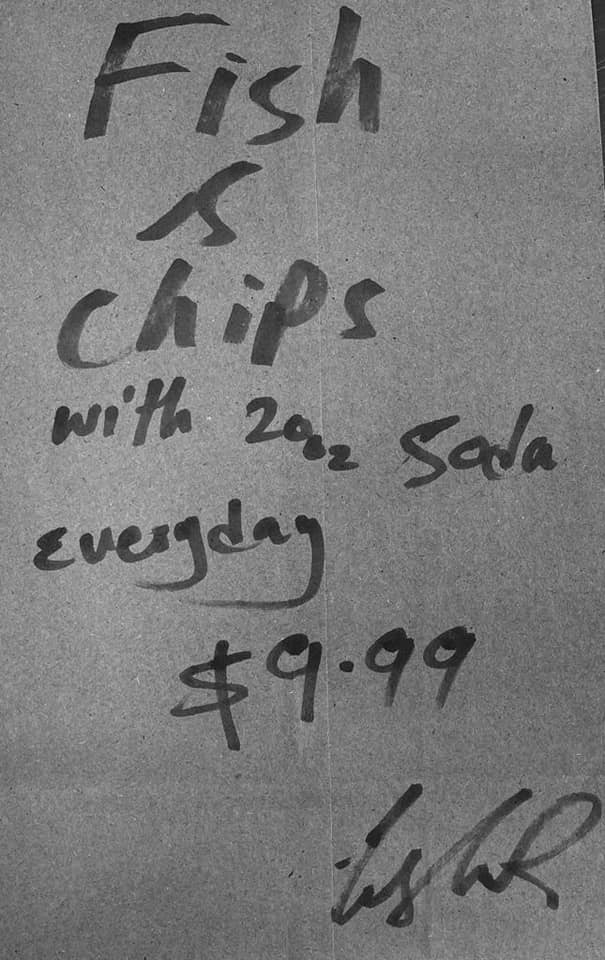 Fish
&
chips
with 20oz Soda
everyday
$9.99